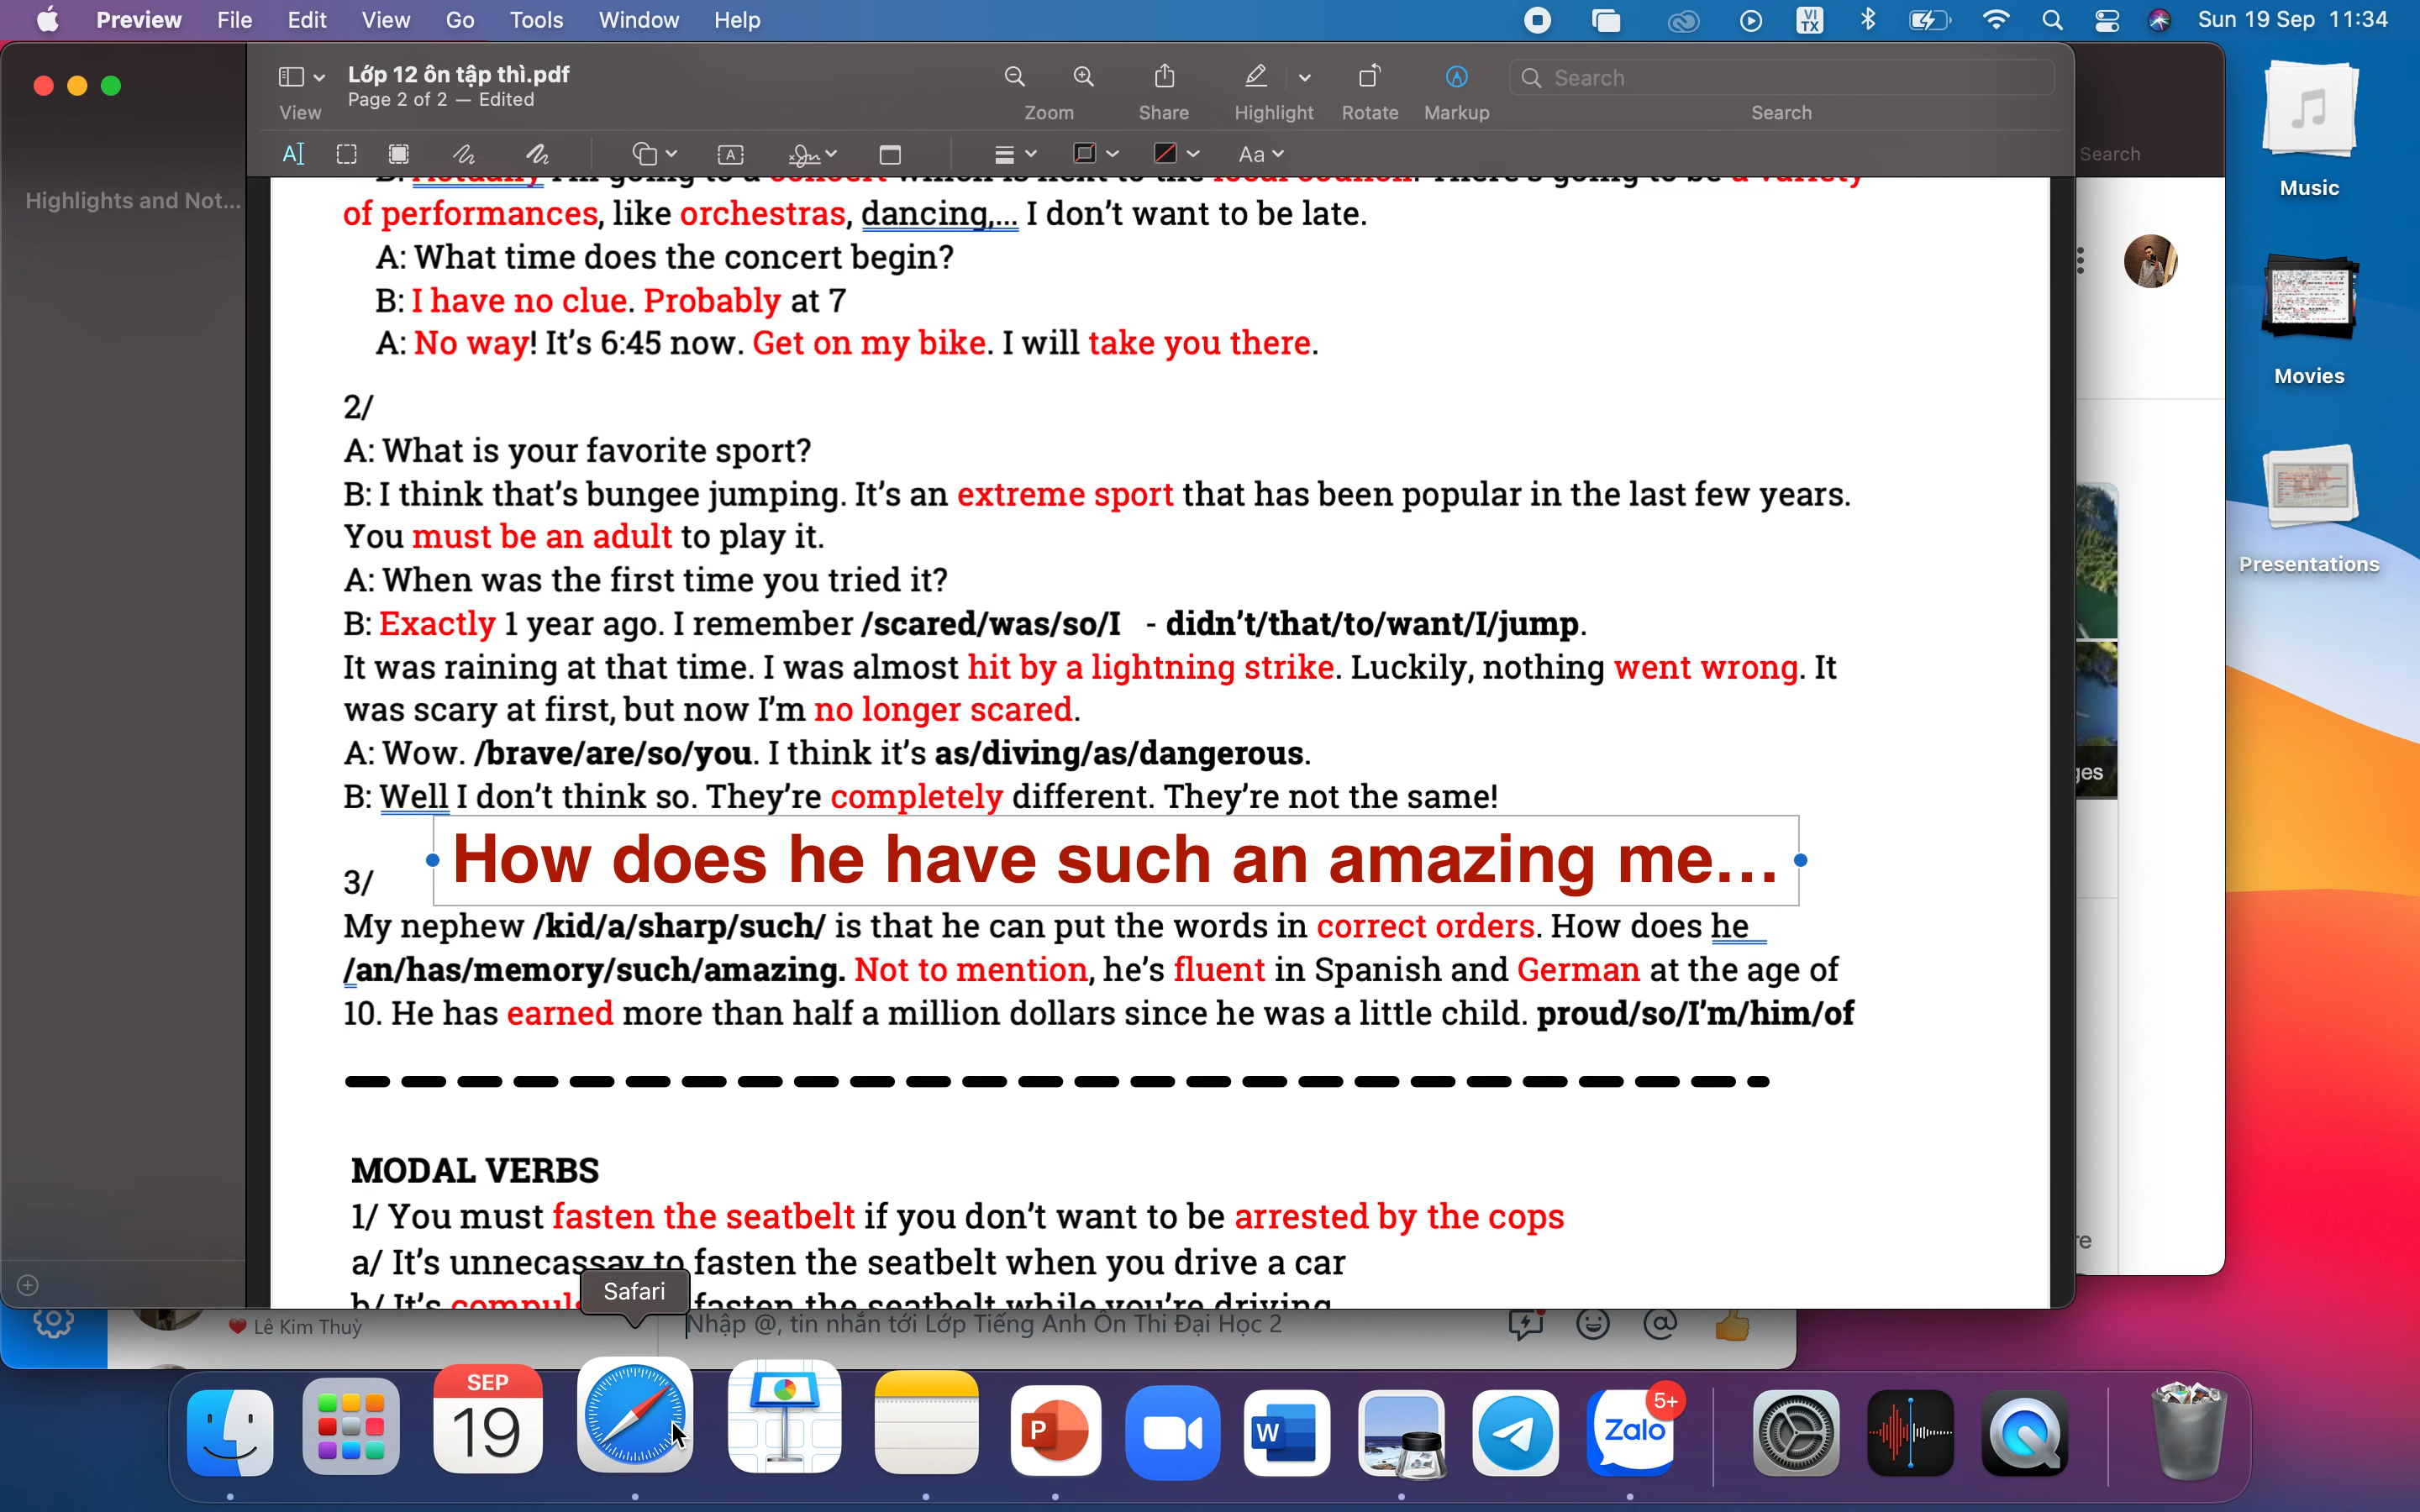 Preview File Edit View Go Tools Window Help
VI TX
Sun 19 Sep 11:34
Lớp 12 ôn tập thì.pdf
Page 2 of 2 — Edited
View Zoom Share Highlight Rotate Markup Search
Search
Search
Aa
Highlights and Not...
of performances, like orchestras, dancing,... I don't want to be late.
A: What time does the concert begin?
B: I have no clue. Probably at 7
A: No way! It's 6:45 now. Get on my bike. I will take you there.
2/
A: What is your favorite sport?
B: I think that's bungee jumping. It's an extreme sport that has been popular in the last few years.
You must be an adult to play it.
A: When was the first time you tried it?
B: Exactly 1 year ago. I remember /scared/was/so/I - didn't/that/to/want/I/jump.
It was raining at that time. I was almost hit by a lightning strike. Luckily, nothing went wrong. It
was scary at first, but now I'm no longer scared.
A: Wow. /brave/are/so/you. I think it's as/diving/as/dangerous.
B: Well I don't think so. They're completely different. They're not the same!
How does he have such an amazing me...
3/
My nephew /kid/a/sharp/such/ is that he can put the words in correct orders. How does he
/an/has/memory/such/amazing. Not to mention, he's fluent in Spanish and German at the age of
10. He has earned more than half a million dollars since he was a little child. proud/so/I'm/him/of
MODAL VERBS
1/ You must fasten the seatbelt if you don't want to be arrested by the cops
a/ It's unnecassay to fasten the seatbelt when you drive a car
b/ It's compuls fasten the seatbelt while you're driving
Safari
Lê Kim Thuỳ
Nhập @, tin nhắn tới Lớp Tiếng Anh Ôn Thi Đại Học 2
Music
Movies
Presentations
SEP
19
P
W
Zalo
5+